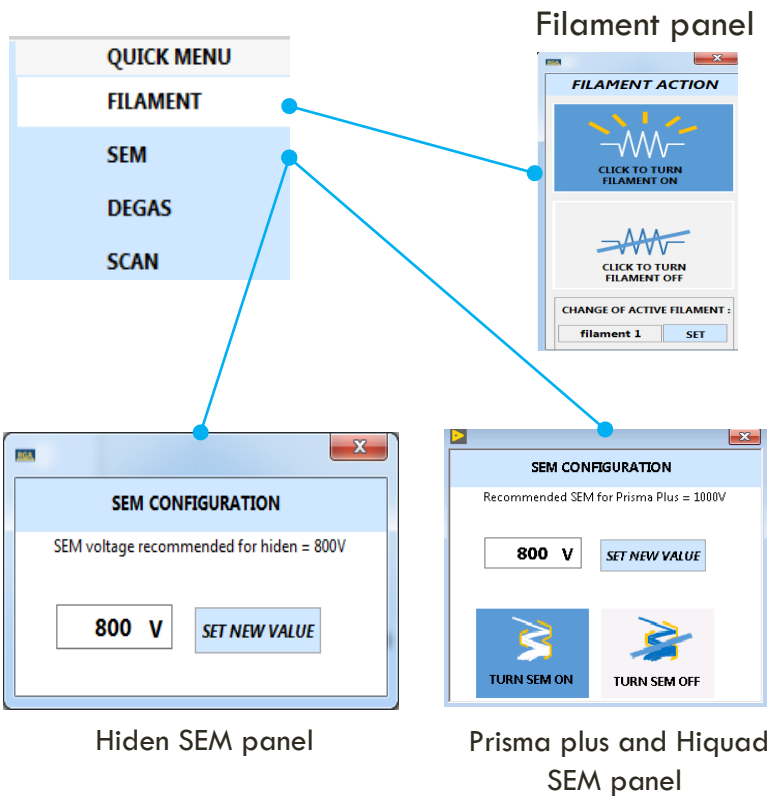 Filament panel
QUICK MENU
FILAMENT
SEM
DEGAS
SCAN
RGA
X
FILAMENT ACTION
CLICK TO TURN
FILAMENT ON
CLICK TO TURN
FILAMENT OFF
CHANGE OF ACTIVE FILAMENT :
filament 1 SET
RGA
X
SEM CONFIGURATION
SEM voltage recommended for hiden = 800V
800 V SET NEW VALUE
Hiden SEM panel
X
SEM CONFIGURATION
Recommended SEM for Prisma Plus = 1000V
800 V SET NEW VALUE
TURN SEM ON TURN SEM OFF
Prisma plus and Hiquad
SEM panel